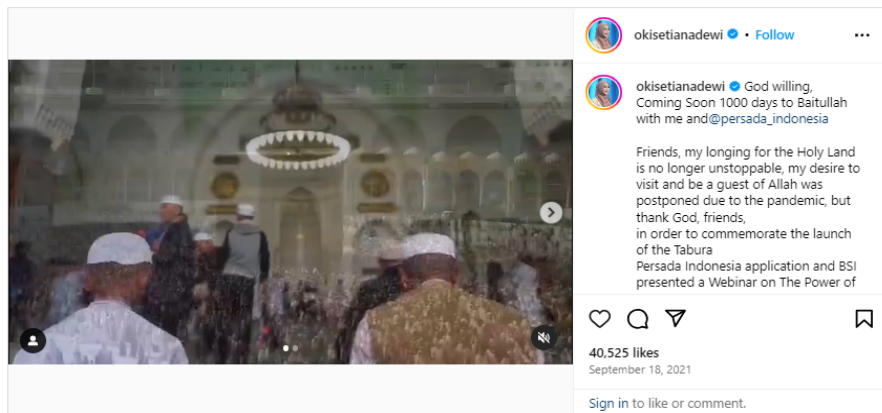 okisetianadewi • Follow
okisetianadewi God willing,
Coming Soon 1000 days to Baitullah
with me and@persada_indonesia
Friends, my longing for the Holy Land
is no longer unstoppable, my desire to
visit and be a guest of Allah was
postponed due to the pandemic, but
thank God, friends,
in order to commemorate the launch
of the Tabura
Persada Indonesia application and BSI
presented a Webinar on The Power of
40,525 likes
September 18, 2021
Sign in to like or comment.